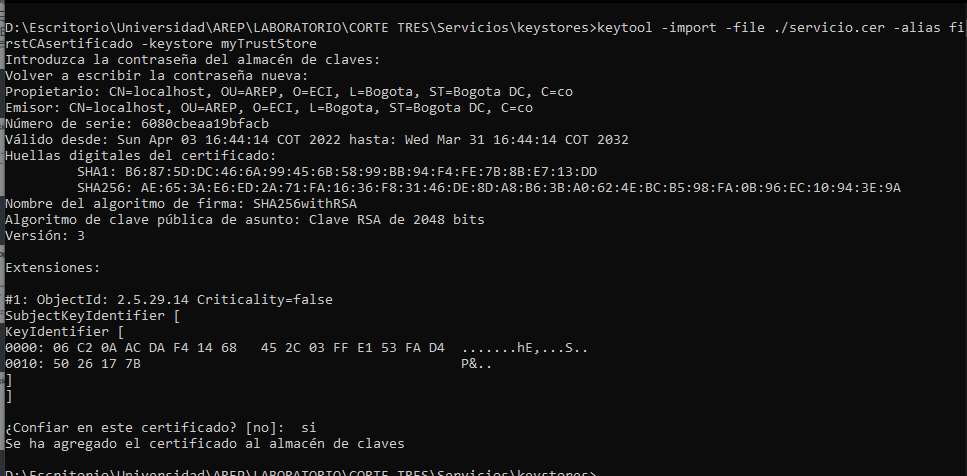 D:\Escritorio\Universidad\AREP\LABORATORIO\CORTE TRES\Servicios\keystores>keytool -import -file ./servicio.cer -alias fi
rstCAsertificado -keystore myTrustStore
Introduzca la contraseña del almacén de claves:
Volver a escribir la contraseña nueva:
Propietario: CN=localhost, OU=AREP, O=ECI, L=Bogota, ST=Bogota DC, C=co
Emisor: CN=localhost, OU=AREP, O=ECI, L=Bogota, ST=Bogota DC, C=co
Número de serie: 6080cbeaa19bfacb
Válido desde: Sun Apr 03 16:44:14 COT 2022 hasta: Wed Mar 31 16:44:14 COT 2032
Huellas digitales del certificado:
SHA1: B6:87:5D:DC:46:6A:99:45:6B:58:99:BB:94:F4:FE:7B:8B:E7:13:DD
SHA256: AE:65:3A:E6:ED:2A:71:FA:16:36:F8:31:46:DE:8D:A8:B6:3B:A0:62:4E:BC:B5:98:FA:0B:96:EC:10:94:3E:9A
Nombre del algoritmo de firma: SHA256withRSA
Algoritmo de clave pública de asunto: Clave RSA de 2048 bits
Versión: 3
Extensiones:
#1: ObjectId: 2.5.29.14 Criticality=false
SubjectKeyIdentifier [
KeyIdentifier [
0000: 06 C2 0A AC DA F4 14 68   45 2C 03 FF E1 53 FA D4  .......hE,...S..
0010: 50 26 17 7B                                        P&..
]
]
¿Confiar en este certificado? [no]:  si
Se ha agregado el certificado al almacén de claves
D:\Escritorio\Universidad\AREP\LABORATORIO\CORTE TRES\Servicios\keystores>